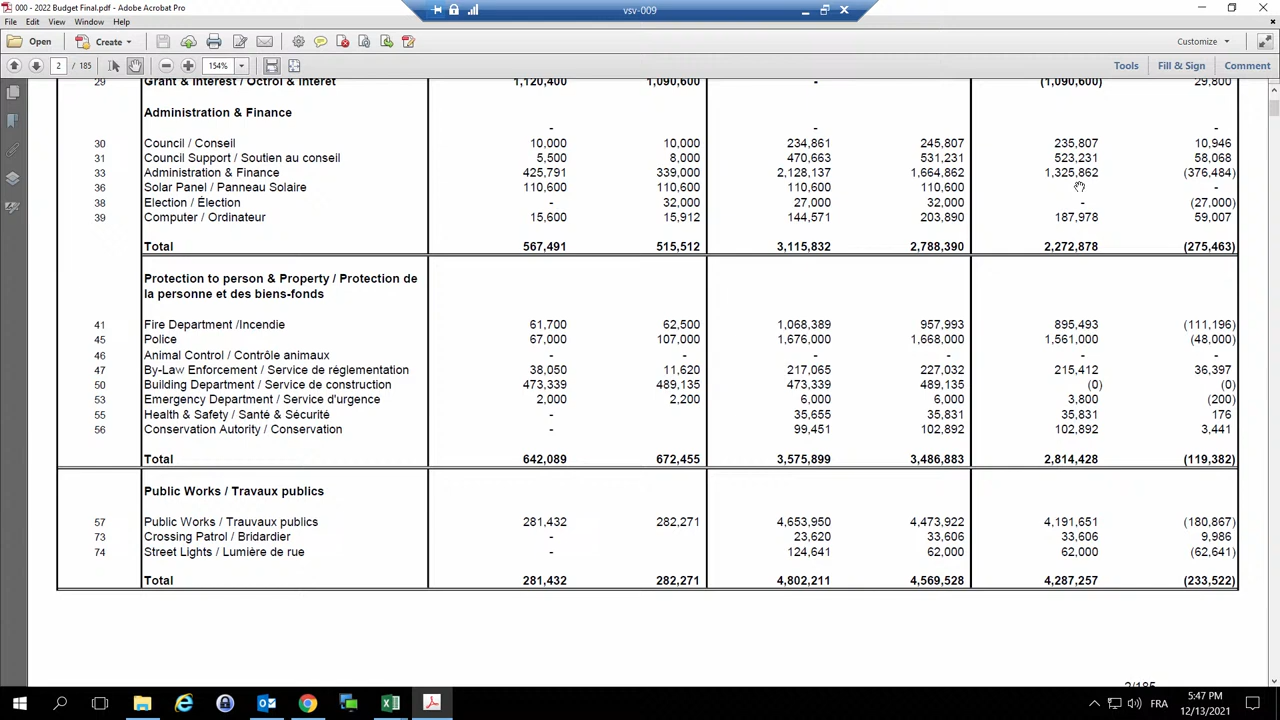 000 - 2022 Budget Final.pdf - Adobe Acrobat Pro
vsv-009
File Edit View Window Help
Open Create Customize
2 / 185 154% Tools Fill & Sign Comment
29 Grant & Interest / Octroi & Intérêt 1,120,400 1,090,600 - (1,090,600) 29,800
Administration & Finance
- - -
30 Council / Conseil 10,000 10,000 234,861 245,807 235,807 10,946
31 Council Support / Soutien au conseil 5,500 8,000 470,663 531,231 523,231 58,068
33 Administration & Finance 425,791 339,000 2,128,137 1,664,862 1,325,862 (376,484)
36 Solar Panel / Panneau Solaire 110,600 110,600 110,600 110,600 -
38 Election / Élection - 32,000 27,000 32,000 - (27,000)
39 Computer / Ordinateur 15,600 15,912 144,571 203,890 187,978 59,007
Total 567,491 515,512 3,115,832 2,788,390 2,272,878 (275,463)
Protection to person & Property / Protection de
la personne et des biens-fonds
41 Fire Department /Incendie 61,700 62,500 1,068,389 957,993 895,493 (111,196)
45 Police 67,000 107,000 1,676,000 1,668,000 1,561,000 (48,000)
46 Animal Control / Contrôle animaux - - - - - -
47 By-Law Enforcement / Service de réglementation 38,050 11,620 217,065 227,032 215,412 36,397
50 Building Department / Service de construction 473,339 489,135 473,339 489,135 (0) (0)
53 Emergency Department / Service d'urgence 2,000 2,200 6,000 6,000 3,800 (200)
55 Health & Safety / Santé & Sécurité - 35,655 35,831 35,831 176
56 Conservation Autority / Conservation - 99,451 102,892 102,892 3,441
Total 642,089 672,455 3,575,899 3,486,883 2,814,428 (119,382)
Public Works / Travaux publics
57 Public Works / Trauvaux publics 281,432 282,271 4,653,950 4,473,922 4,191,651 (180,867)
73 Crossing Patrol / Bridardier - 23,620 33,606 33,606 9,986
74 Street Lights / Lumière de rue - 124,641 62,000 62,000 (62,641)
Total 281,432 282,271 4,802,211 4,569,528 4,287,257 (233,522)
2/185
5:47 PM
FRA
12/13/2021